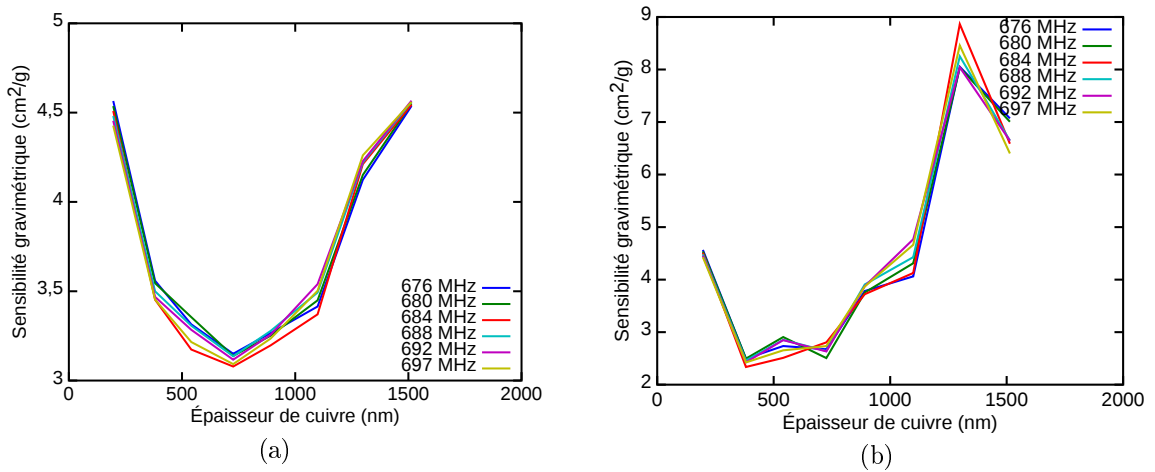 5
4,5
4
3,5
3
Sensibilité gravimétrique (cm²/g)
676 MHz
680 MHz
684 MHz
688 MHz
692 MHz
697 MHz
0
500
1000
1500
2000
Épaisseur de cuivre (nm)
(a)
9
8
7
6
5
4
3
2
Sensibilité gravimétrique (cm²/g)
676 MHz
680 MHz
684 MHz
688 MHz
692 MHz
697 MHz
0
500
1000
1500
2000
Épaisseur de cuivre (nm)
(b)